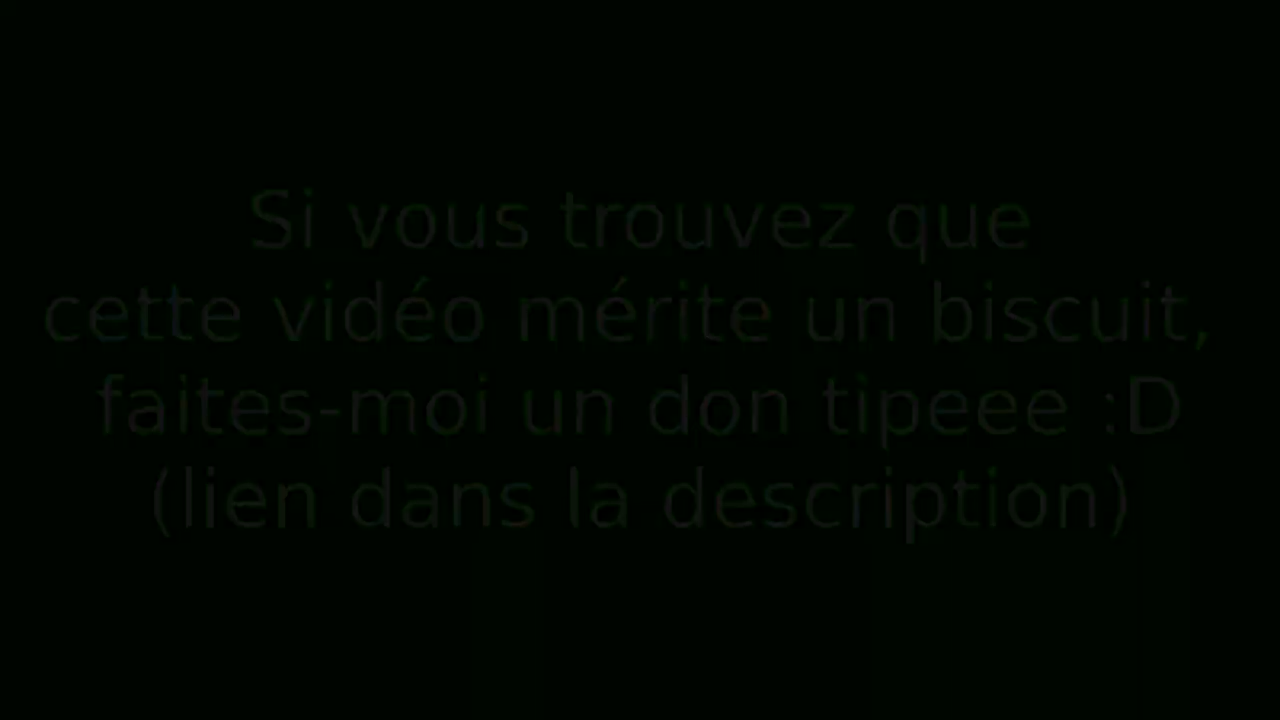 Si vous trouvez que
cette vidéo mérite un biscuit,
faites-moi un don tipeee :D
(lien dans la description)